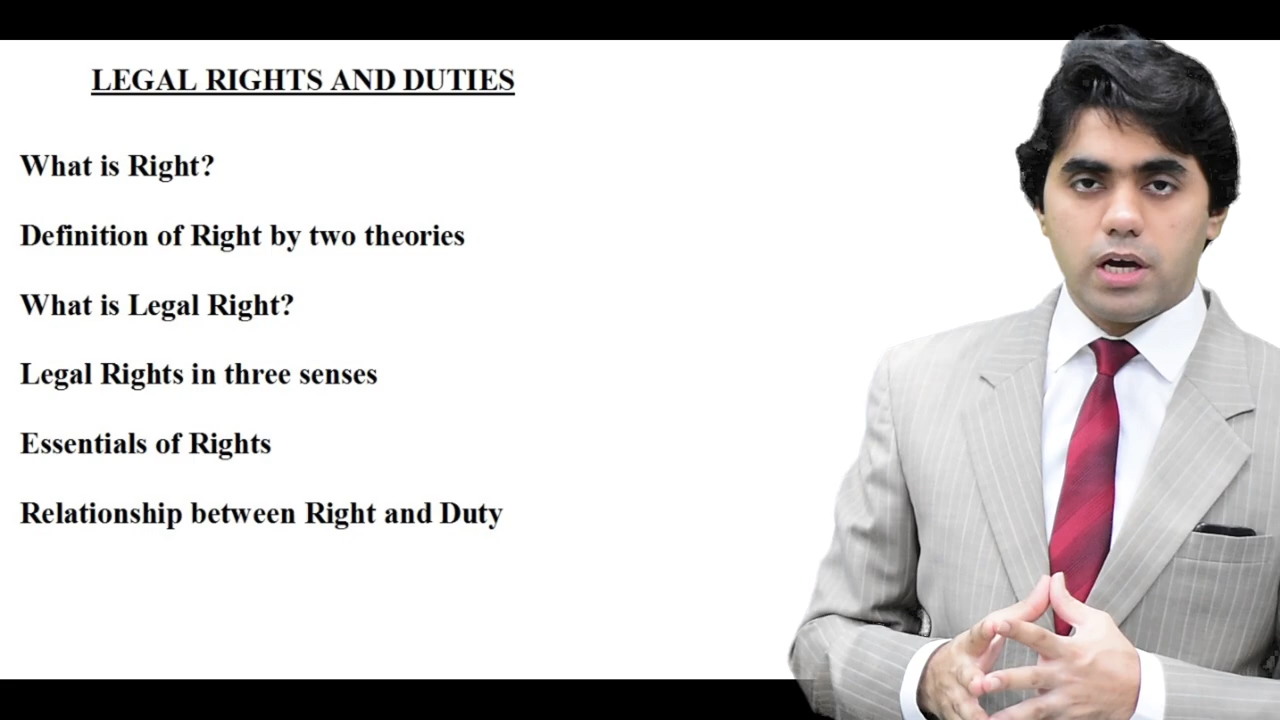 LEGAL RIGHTS AND DUTIES
What is Right?
Definition of Right by two theories
What is Legal Right?
Legal Rights in three senses
Essentials of Rights
Relationship between Right and Duty